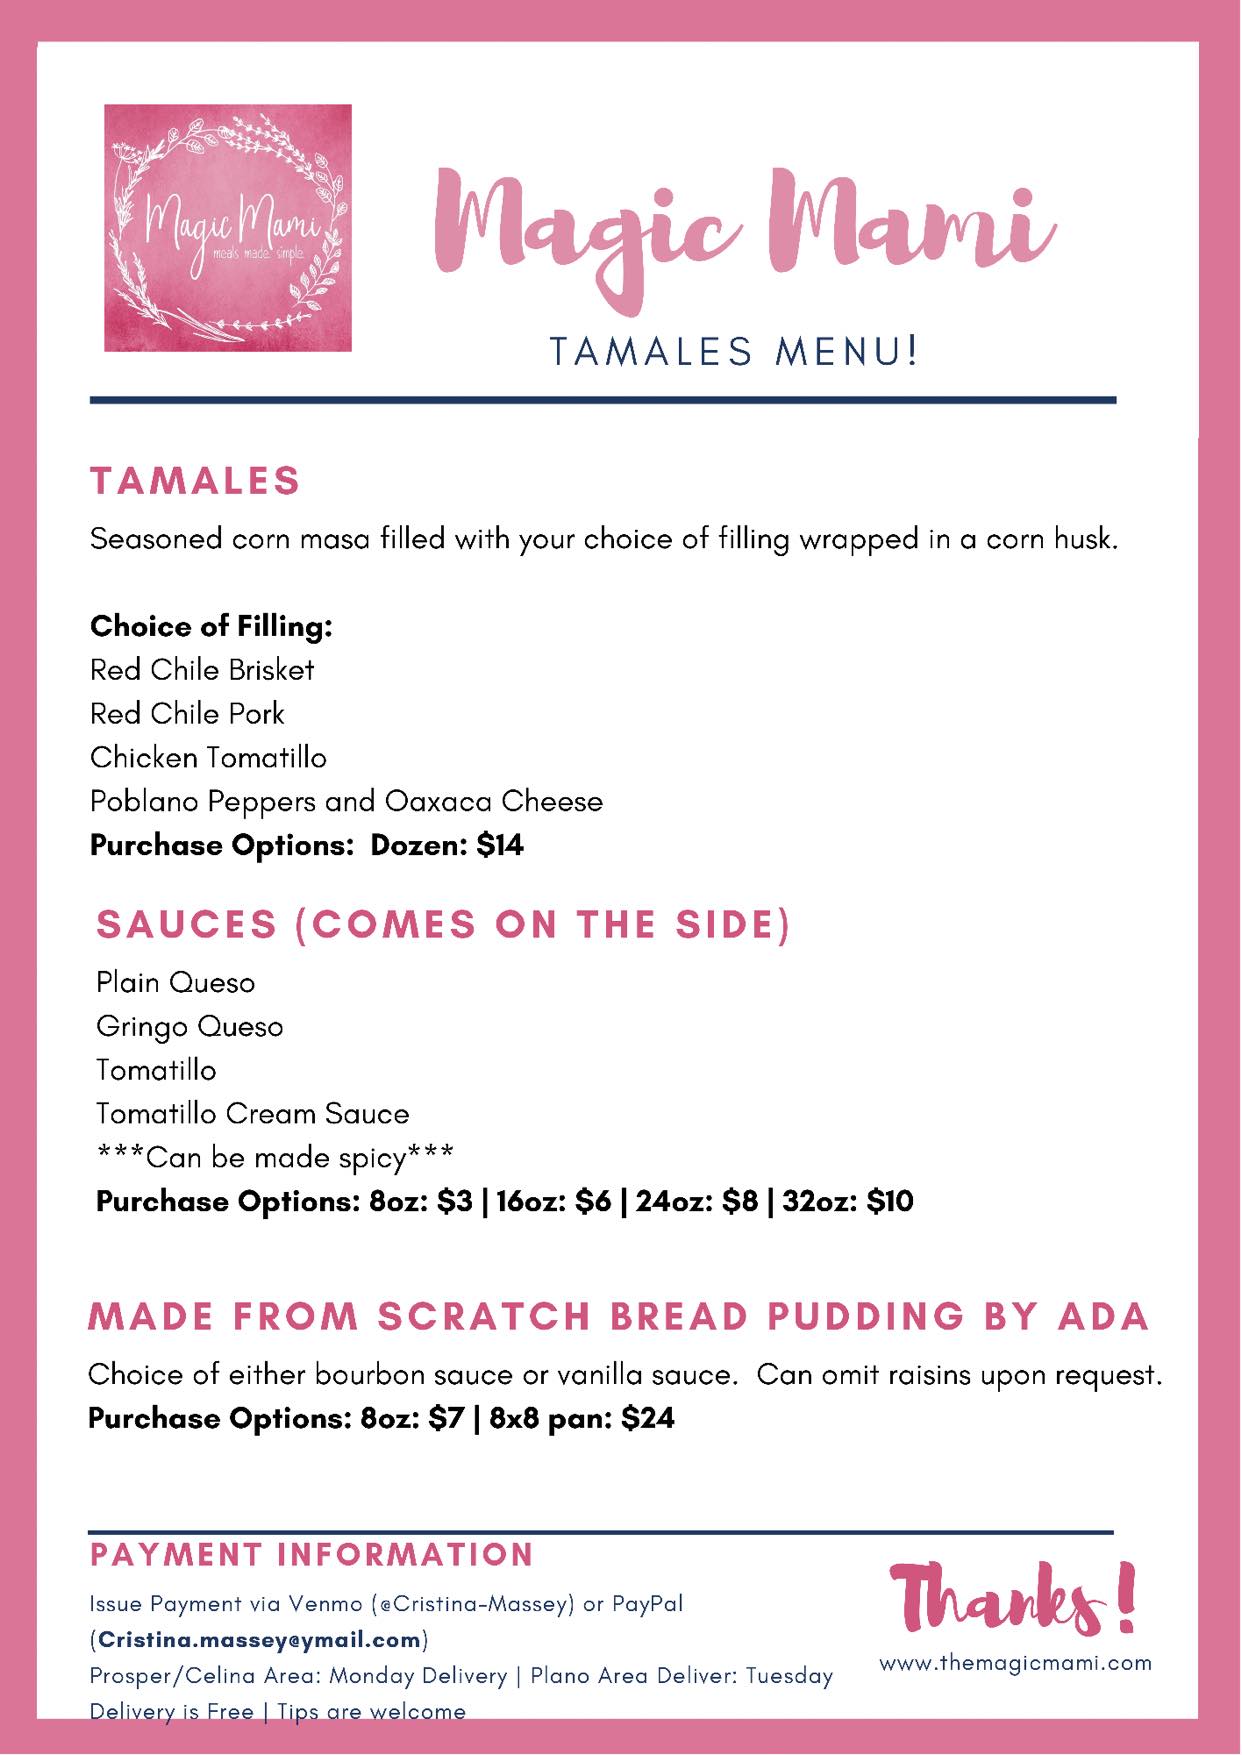 Magic Mami
meals made. simple.
Magic Mami
TAMALES MENU!
TAMALES
Seasoned corn masa filled with your choice of filling wrapped in a corn husk.
Choice of Filling:
Red Chile Brisket
Red Chile Pork
Chicken Tomatillo
Poblano Peppers and Oaxaca Cheese
Purchase Options: Dozen: $14
SAUCES (COMES ON THE SIDE)
Plain Queso
Gringo Queso
Tomatillo
Tomatillo Cream Sauce
***Can be made spicy***
Purchase Options: 8oz: $3 | 16oz: $6 | 24oz: $8 | 32oz: $10
MADE FROM SCRATCH BREAD PUDDING BY ADA
Choice of either bourbon sauce or vanilla sauce. Can omit raisins upon request.
Purchase Options: 8oz: $7 | 8x8 pan: $24
PAYMENT INFORMATION
Issue Payment via Venmo (@Cristina-Massey) or PayPal
(Cristina.massey@ymail.com)
Prosper/Celina Area: Monday Delivery | Plano Area Deliver: Tuesday
Delivery is Free | Tips are welcome
Thanks!
www.themagicmami.com